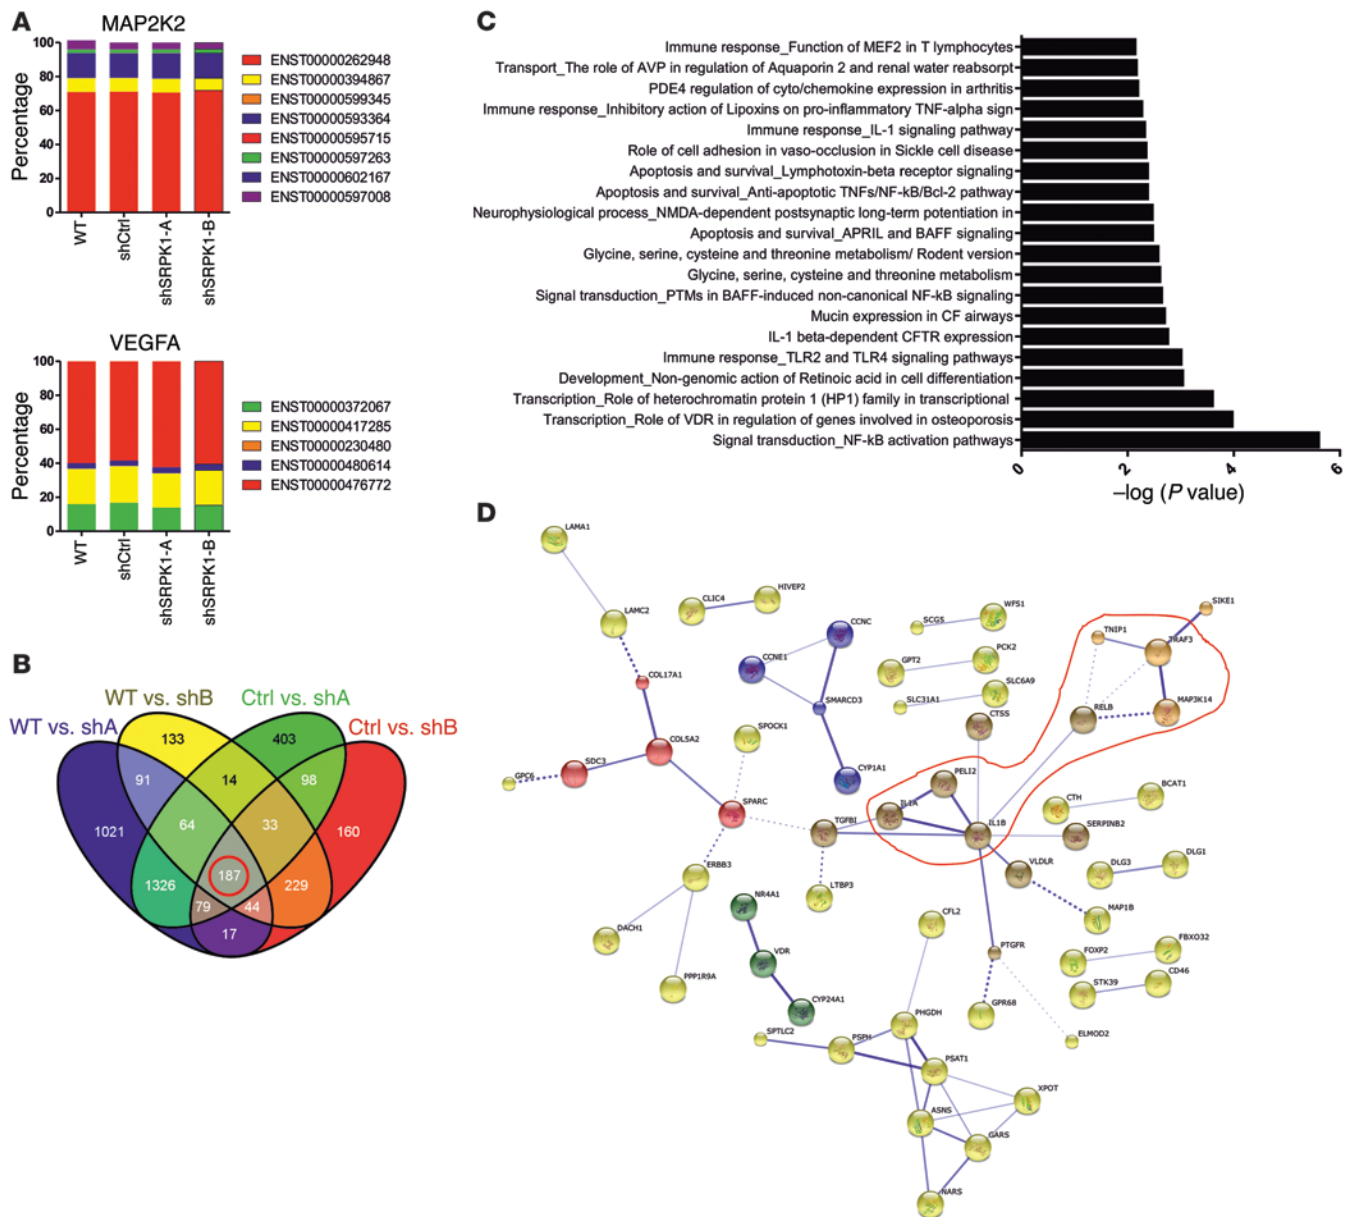 A
MAP2K2
Percentage
100
80
60
40
20
0
WT
shCtrl
shSRPK1-A
shSRPK1-B
ENST00000262948
ENST00000394867
ENST00000599345
ENST00000593364
ENST00000595715
ENST00000597263
ENST00000602167
ENST00000597008
VEGFA
Percentage
100
80
60
40
20
0
WT
shCtrl
shSRPK1-A
shSRPK1-B
ENST00000372067
ENST00000417285
ENST00000230480
ENST00000480614
ENST00000476772
B
WT vs. shB
Ctrl vs. shA
WT vs. shA
Ctrl vs. shB
133
403
91
14
98
1021
64
33
160
187
1326
229
79
44
17
C
Immune response_Function of MEF2 in T lymphocytes
Transport_The role of AVP in regulation of Aquaporin 2 and renal water reabsorpt
PDE4 regulation of cyto/chemokine expression in arthritis
Immune response_Inhibitory action of Lipoxins on pro-inflammatory TNF-alpha sign
Immune response_IL-1 signaling pathway
Role of cell adhesion in vaso-occlusion in Sickle cell disease
Apoptosis and survival_Lymphotoxin-beta receptor signaling
Apoptosis and survival_Anti-apoptotic TNFs/NF-kB/Bcl-2 pathway
Neurophysiological process_NMDA-dependent postsynaptic long-term potentiation in
Apoptosis and survival_APRIL and BAFF signaling
Glycine, serine, cysteine and threonine metabolism/ Rodent version
Glycine, serine, cysteine and threonine metabolism
Signal transduction_PTMs in BAFF-induced non-canonical NF-kB signaling
Mucin expression in CF airways
IL-1 beta-dependent CFTR expression
Immune response_TLR2 and TLR4 signaling pathways
Development_Non-genomic action of Retinoic acid in cell differentiation
Transcription_Role of heterochromatin protein 1 (HP1) family in transcriptional
Transcription_Role of VDR in regulation of genes involved in osteoporosis
Signal transduction_NF-kB activation pathways
0
2
4
6
–log (P value)
D
LAMA1
LAMC2
CLIC4
HIVEP2
CCNC
CCNE1
SMARCD3
CYP1A1
SCG5
WFS1
GPT2
PCK2
SLC31A1
SLC6A9
SIKE1
TNIP1
TRAF3
MAP3K14
RELB
COL17A1
COL5A2
SDC3
GPC6
SPOCK1
SPARC
CTSS
PELI2
IL1A
TGFBI
IL1B
SERPINB2
CTH
BCAT1
VLDLR
DLG3
DLG1
MAP1B
LTBP3
ERBB3
DACH1
PPP1R9A
NR4A1
VDR
CYP24A1
CFL2
PTGFR
FOXP2
FBXO32
STK39
CD46
GPR68
ELMOD2
PHGDH
SPTLC2
PSPH
PSAT1
XPOT
ASNS
GARS
NARS